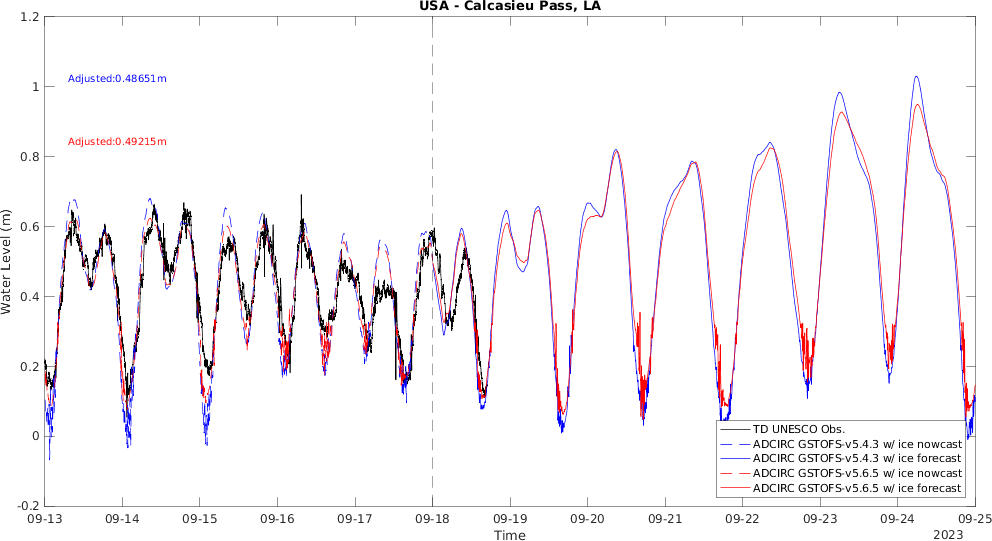 USA - Calcasieu Pass, LA
1.2
1
0.8
0.6
0.4
0.2
0
-0.2
Water Level (m)
Adjusted:0.48651m
Adjusted:0.49215m
TD UNESCO Obs.
ADCIRC GSTOFS-v5.4.3 w/ ice nowcast
ADCIRC GSTOFS-v5.4.3 w/ ice forecast
ADCIRC GSTOFS-v5.6.5 w/ ice nowcast
ADCIRC GSTOFS-v5.6.5 w/ ice forecast
09-13 09-14 09-15 09-16 09-17 09-18 09-19 09-20 09-21 09-22 09-23 09-24 09-25
Time
2023